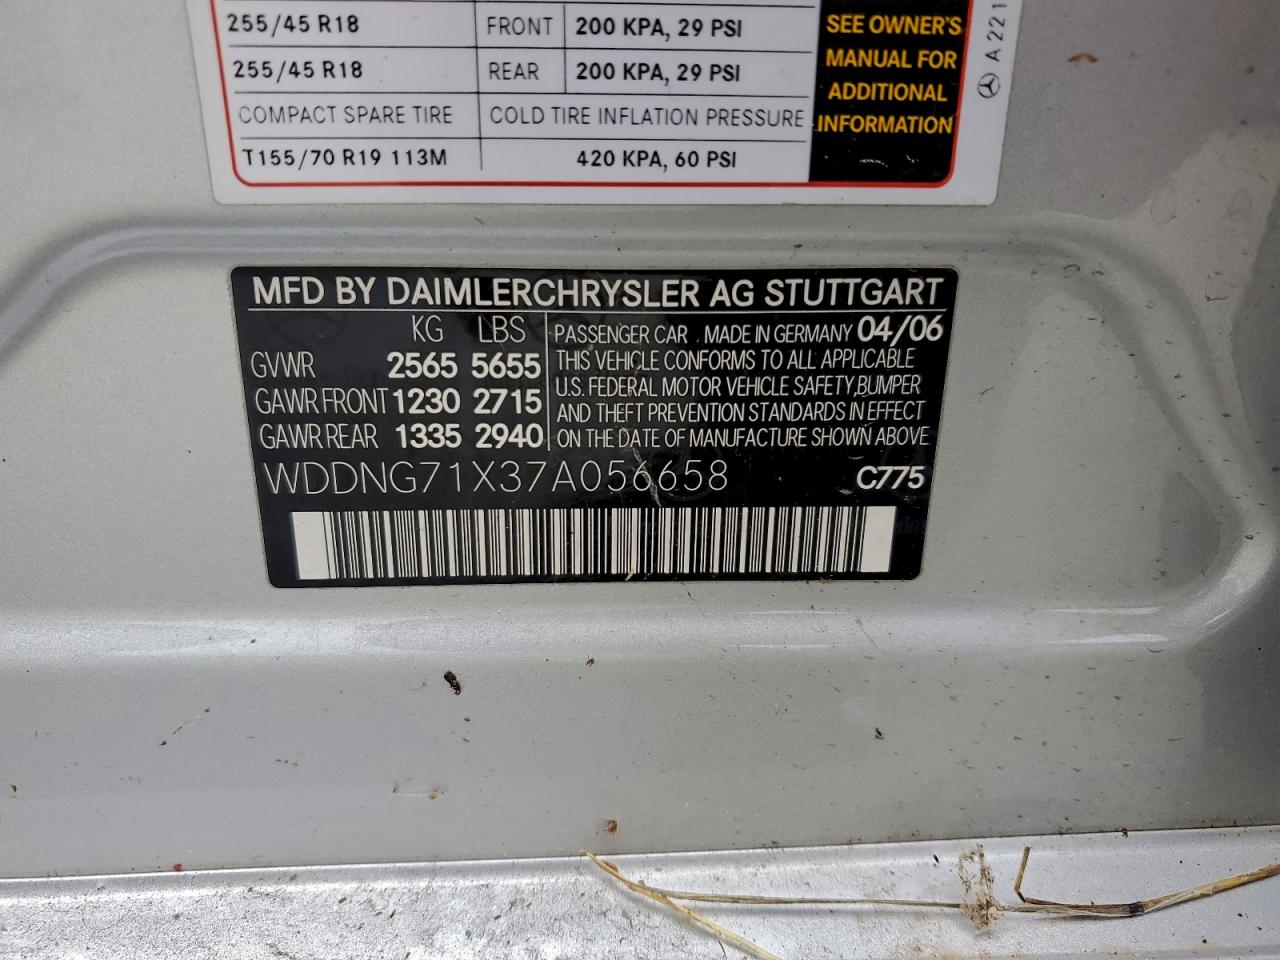 255/45 R18 FRONT 200 KPA, 29 PSI
255/45 R18 REAR 200 KPA, 29 PSI
COMPACT SPARE TIRE COLD TIRE INFLATION PRESSURE
T155/70 R19 113M 420 KPA, 60 PSI
SEE OWNER'S
MANUAL FOR
ADDITIONAL
INFORMATION
A 221
MFD BY DAIMLERCHRYSLER AG STUTTGART
KG LBS
GVWR 2565 5655
GAWR FRONT 1230 2715
GAWR REAR 1335 2940
PASSENGER CAR . MADE IN GERMANY 04/06
THIS VEHICLE CONFORMS TO ALL APPLICABLE
U.S. FEDERAL MOTOR VEHICLE SAFETY,BUMPER
AND THEFT PREVENTION STANDARDS IN EFFECT
ON THE DATE OF MANUFACTURE SHOWN ABOVE
WDDNG71X37A056658 C775